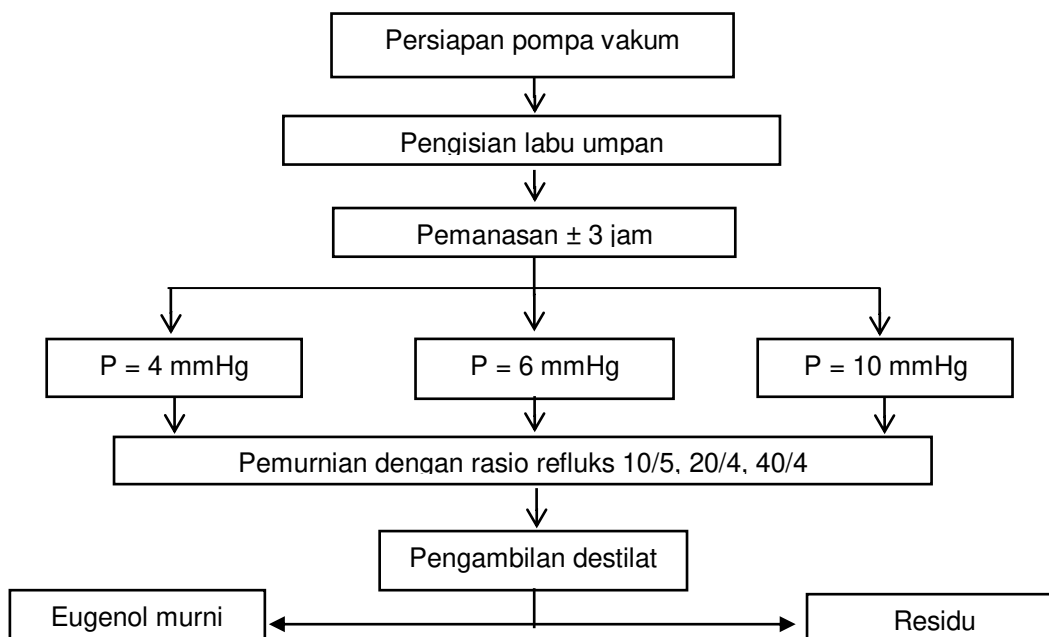 Persiapan pompa vakum
Pengisian labu umpan
Pemanasan ± 3 jam
P = 4 mmHg
P = 6 mmHg
P = 10 mmHg
Pemurnian dengan rasio refluks 10/5, 20/4, 40/4
Pengambilan destilat
Eugenol murni
Residu